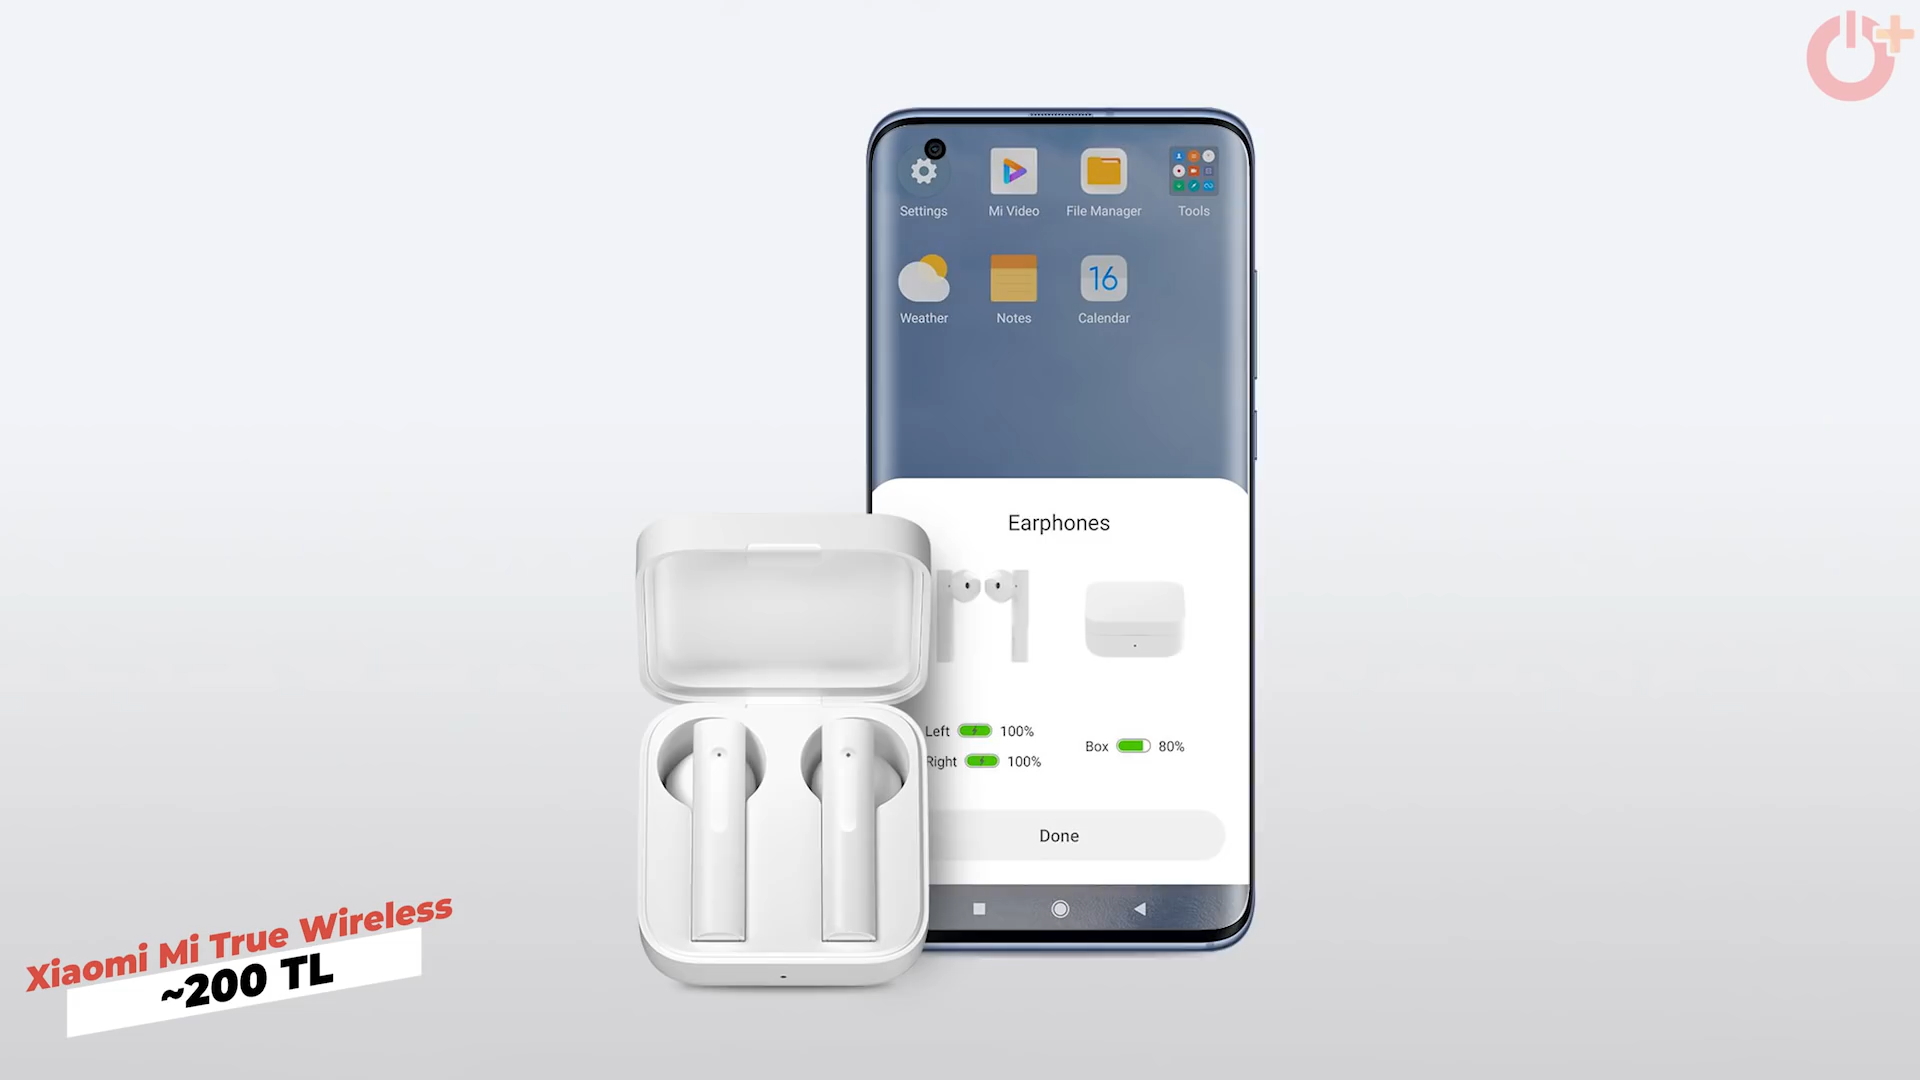 Settings
Mi Video
File Manager
Tools
Weather
Notes
16
Calendar
Earphones
Left 100%
Right 100%
Box 80%
Done
Xiaomi Mi True Wireless
~200 TL